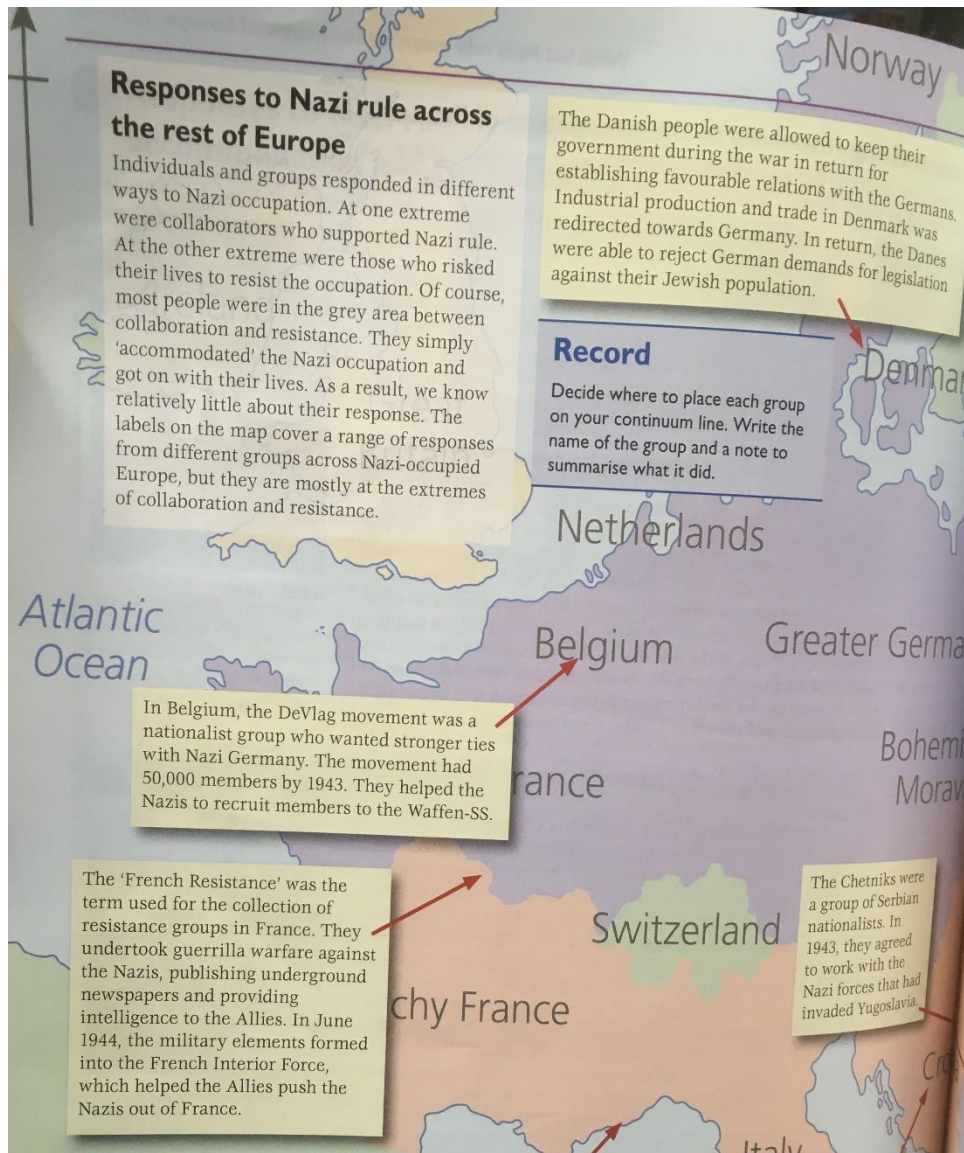 Norway
Responses to Nazi rule across
the rest of Europe
Individuals and groups responded in different
ways to Nazi occupation. At one extreme
were collaborators who supported Nazi rule.
At the other extreme were those who risked
their lives to resist the occupation. Of course,
most people were in the grey area between
collaboration and resistance. They simply
'accommodated' the Nazi occupation and
got on with their lives. As a result, we know
relatively little about their response. The
labels on the map cover a range of responses
from different groups across Nazi-occupied
Europe, but they are mostly at the extremes
of collaboration and resistance.
The Danish people were allowed to keep their
government during the war in return for
establishing favourable relations with the Germans.
Industrial production and trade in Denmark was
redirected towards Germany. In return, the Danes
were able to reject German demands for legislation
against their Jewish population.
Record
Decide where to place each group
on your continuum line. Write the
name of the group and a note to
summarise what it did.
Denmar
Netherlands
Atlantic
Ocean
Belgium
Greater Germa
In Belgium, the DeVlag movement was a
nationalist group who wanted stronger ties
with Nazi Germany. The movement had
50,000 members by 1943. They helped the
Nazis to recruit members to the Waffen-SS.
rance
Bohemi
Morav
The 'French Resistance' was the
term used for the collection of
resistance groups in France. They
undertook guerrilla warfare against
the Nazis, publishing underground
newspapers and providing
intelligence to the Allies. In June
1944, the military elements formed
into the French Interior Force,
which helped the Allies push the
Nazis out of France.
Switzerland
chy France
The Chetniks were
a group of Serbian
nationalists. In
1943, they agreed
to work with the
Nazi forces that had
invaded Yugoslavia.
Cro
Italy